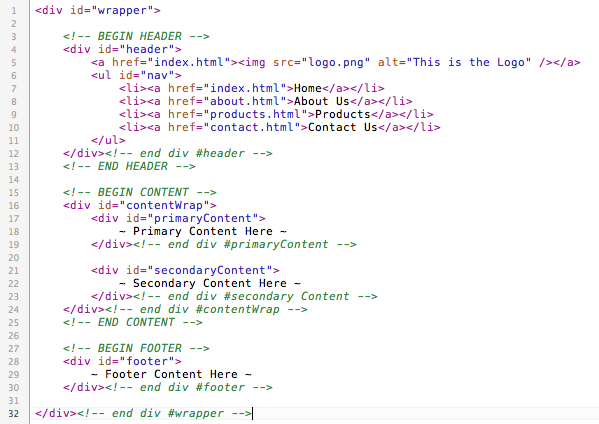 1 <div id="wrapper">
2
3 <!-- BEGIN HEADER -->
4 <div id="header">
5 <a href="index.html"><img src="logo.png" alt="This is the Logo" /></a>
6 <ul id="nav">
7 <li><a href="index.html">Home</a></li>
8 <li><a href="about.html">About Us</a></li>
9 <li><a href="products.html">Products</a></li>
10 <li><a href="contact.html">Contact Us</a></li>
11 </ul>
12 </div><!-- end div #header -->
13 <!-- END HEADER -->
14
15 <!-- BEGIN CONTENT -->
16 <div id="contentWrap">
17 <div id="primaryContent">
18 ~ Primary Content Here ~
19 </div><!-- end div #primaryContent -->
20
21 <div id="secondaryContent">
22 ~ Secondary Content Here ~
23 </div><!-- end div #secondary Content -->
24 </div><!-- end div #contentWrap -->
25 <!-- END CONTENT -->
26
27 <!-- BEGIN FOOTER -->
28 <div id="footer">
29 ~ Footer Content Here ~
30 </div><!-- end div #footer -->
31
32 </div><!-- end div #wrapper -->